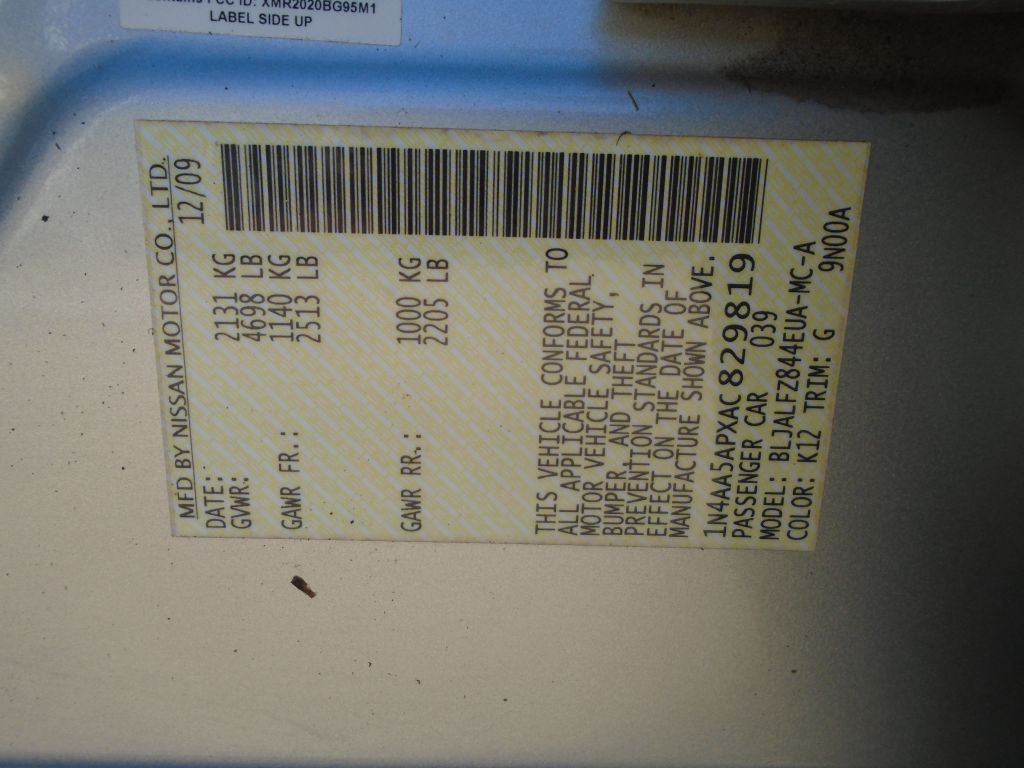 FCC ID: XMR2020BG95M1
LABEL SIDE UP
MFD BY NISSAN MOTOR CO., LTD.
DATE: 12/09
GVWR: 2131 KG
4698 LB
GAWR FR.: 1140 KG
2513 LB
GAWR RR.: 1000 KG
2205 LB
THIS VEHICLE CONFORMS TO
ALL APPLICABLE FEDERAL
MOTOR VEHICLE SAFETY,
BUMPER, AND THEFT
PREVENTION STANDARDS IN
EFFECT ON THE DATE OF
MANUFACTURE SHOWN ABOVE.
1N4AA5APXAC829819
PASSENGER CAR 039
MODEL: BLJALFZ844EUA-MC-A
COLOR: K12 TRIM: G 9N00A